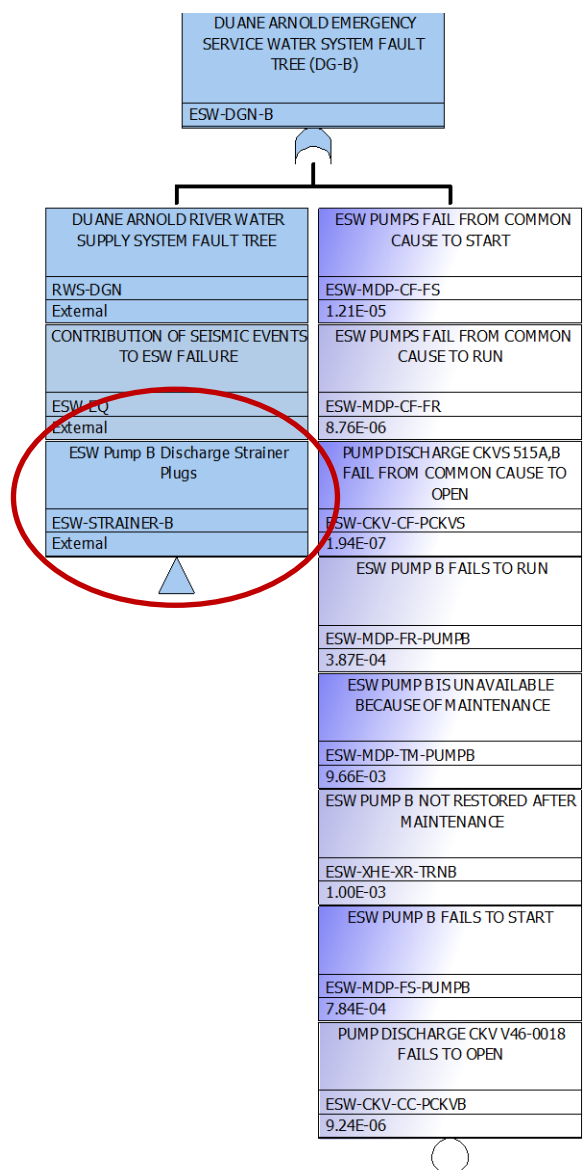 DUANE ARNOLD EMERGENCY
SERVICE WATER SYSTEM FAULT
TREE (DG-B)
ESW-DGN-B
DUANE ARNOLD RIVER WATER
SUPPLY SYSTEM FAULT TREE
RWS-DGN
External
CONTRIBUTION OF SEISMIC EVENTS
TO ESW FAILURE
ESW-EQ
External
ESW Pump B Discharge Strainer
Plugs
ESW-STRAINER-B
External
ESW PUMPS FAIL FROM COMMON
CAUSE TO START
ESW-MDP-CF-FS
1.21E-05
ESW PUMPS FAIL FROM COMMON
CAUSE TO RUN
ESW-MDP-CF-FR
8.76E-06
PUMP DISCHARGE CKVS 515A,B
FAIL FROM COMMON CAUSE TO
OPEN
ESW-CKV-CF-PCKVS
1.94E-07
ESW PUMP B FAILS TO RUN
ESW-MDP-FR-PUMPB
3.87E-04
ESW PUMP B IS UNAVAILABLE
BECAUSE OF MAINTENANCE
ESW-MDP-TM-PUMPB
9.66E-03
ESW PUMP B NOT RESTORED AFTER
MAINTENANCE
ESW-XHE-XR-TRNB
1.00E-03
ESW PUMP B FAILS TO START
ESW-MDP-FS-PUMPB
7.84E-04
PUMP DISCHARGE CKV V46-0018
FAILS TO OPEN
ESW-CKV-CC-PCKVB
9.24E-06